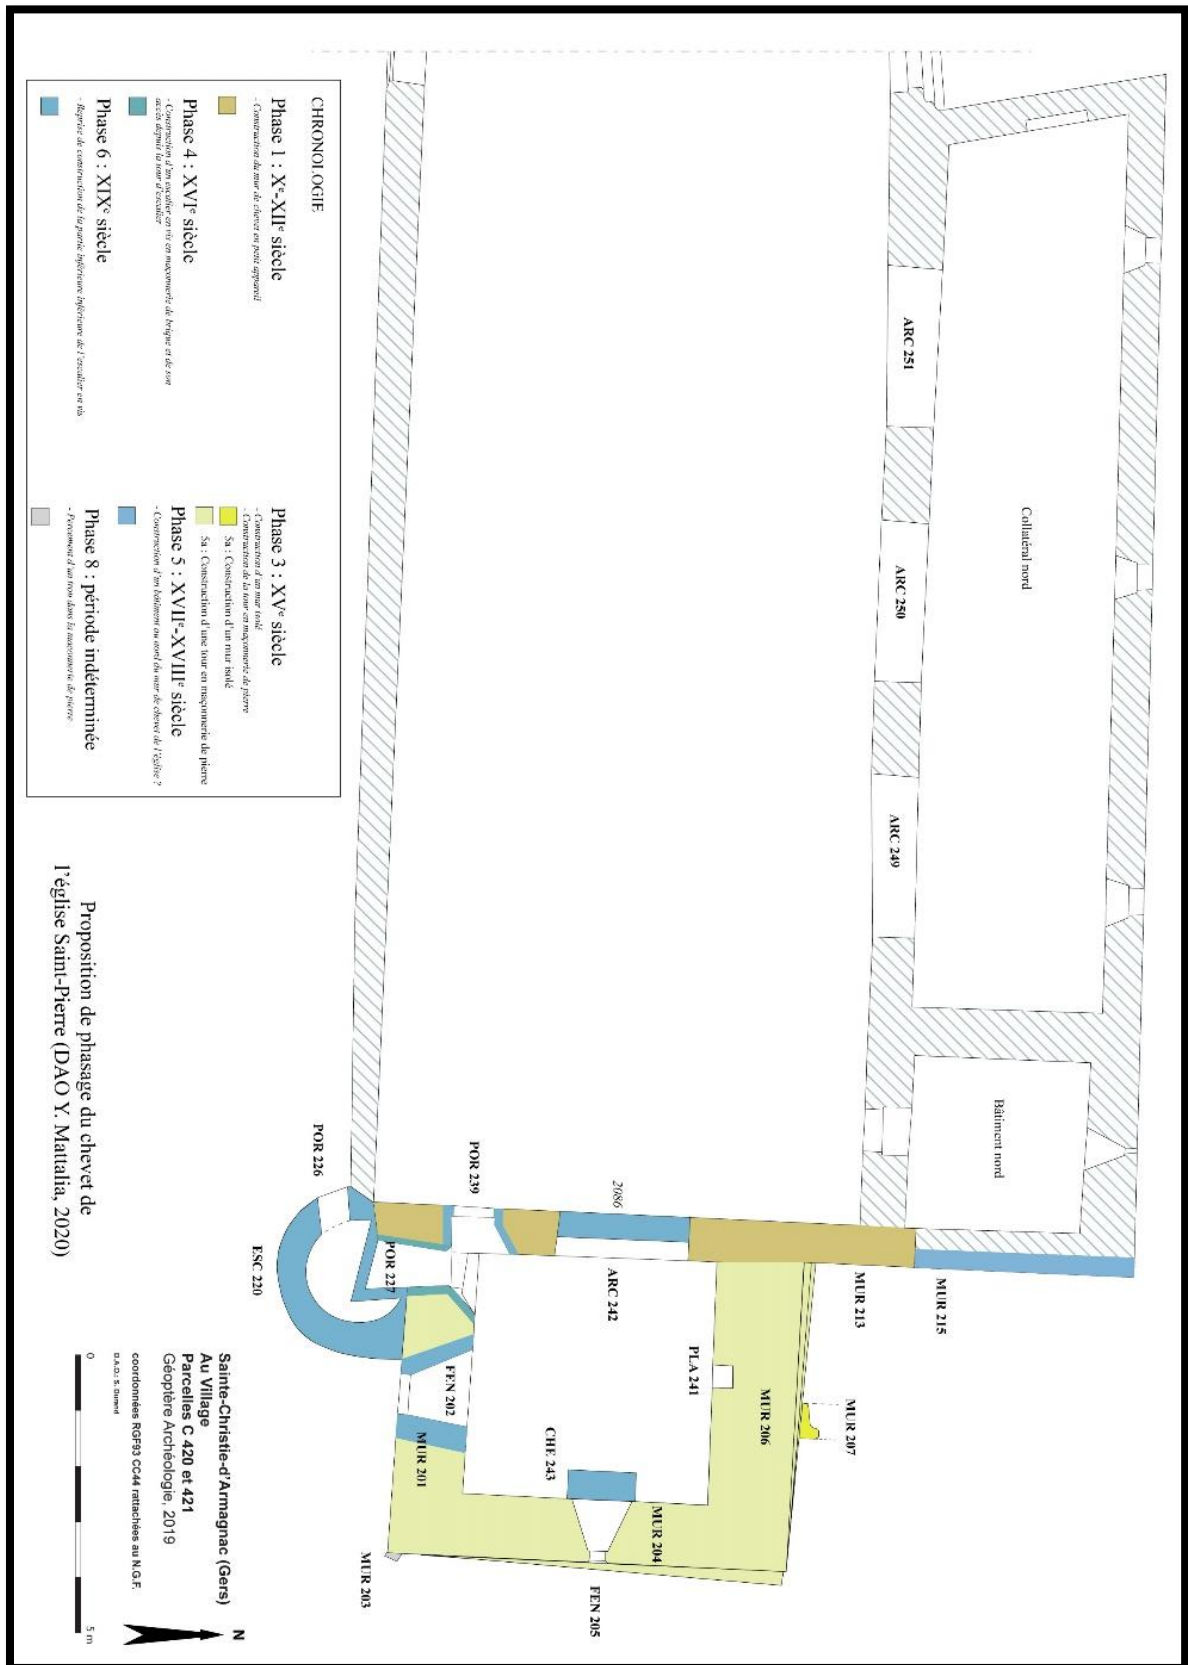 CHRONOLOGIE
Phase 1 : Xᵉ-XIIᵉ siècle
- Construction du mur de chevet en petit appareil
Phase 4 : XVIᵉ siècle
- Construction d'un escalier en vis en maçonnerie de brique et de son
accès depuis la tour d'escalier
Phase 6 : XIXᵉ siècle
- Reprise de construction de la partie inférieure de l'escalier en vis
Phase 3 : XVᵉ siècle
- Construction d'un mur isolé
- Construction de la tour en maçonnerie de pierre
5a : Construction d'un mur isolé
5a : Construction d'une tour en maçonnerie de pierre
Phase 5 : XVIIᵉ-XVIIIᵉ siècle
- Construction d'un bâtiment au nord du mur de chevet de l'église ?
Phase 8 : période indéterminée
- Percement d'un trou dans la maçonnerie de pierre
Collatéral nord
ARC 251
ARC 250
ARC 249
Bâtiment nord
MUR 215
MUR 213
MUR 207
MUR 206
PLA 241
2086
ARC 242
POR 239
POR 227
POR 226
ESC 220
FEN 202
MUR 201
CHE 243
MUR 204
FEN 205
MUR 203
Proposition de phasage du chevet de
l'église Saint-Pierre (DAO Y. Mattalia, 2020)
Sainte-Christie-d'Armagnac (Gers)
Au Village
Parcelles C 420 et 421
Géoptère Archéologie, 2019
coordonnées RGF93 CC44 rattachées au N.G.F.
D.A.O.: S. Durand
N
0
5 m